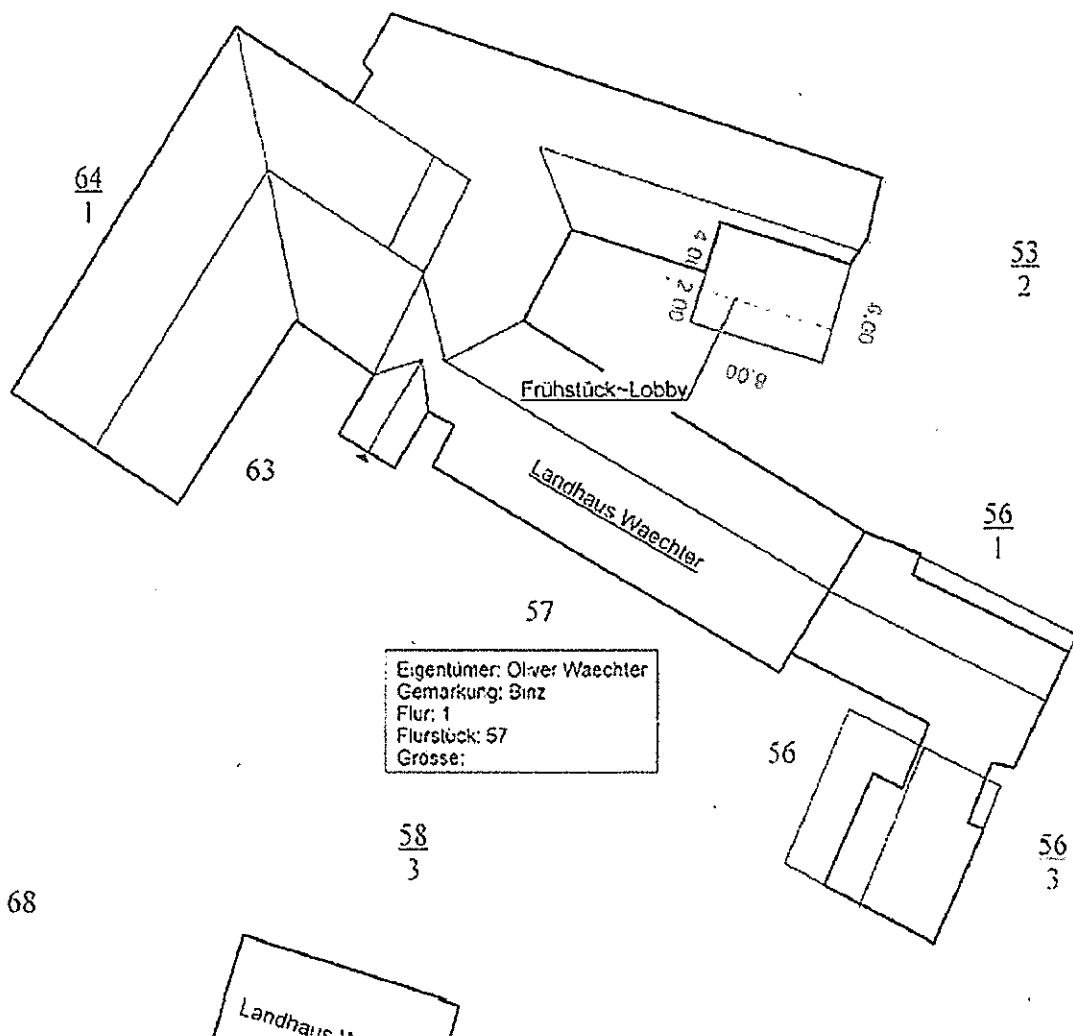 64
1
53
2
4.00
2.00
6.00
8.00
Frühstück~Lobby
63
Landhaus Waechter
56
1
57
Eigentümer: Oliver Waechter
Gemarkung: Binz
Flur: 1
Flurstück: 57
Grosse:
56
58
3
56
3
68
Landhaus